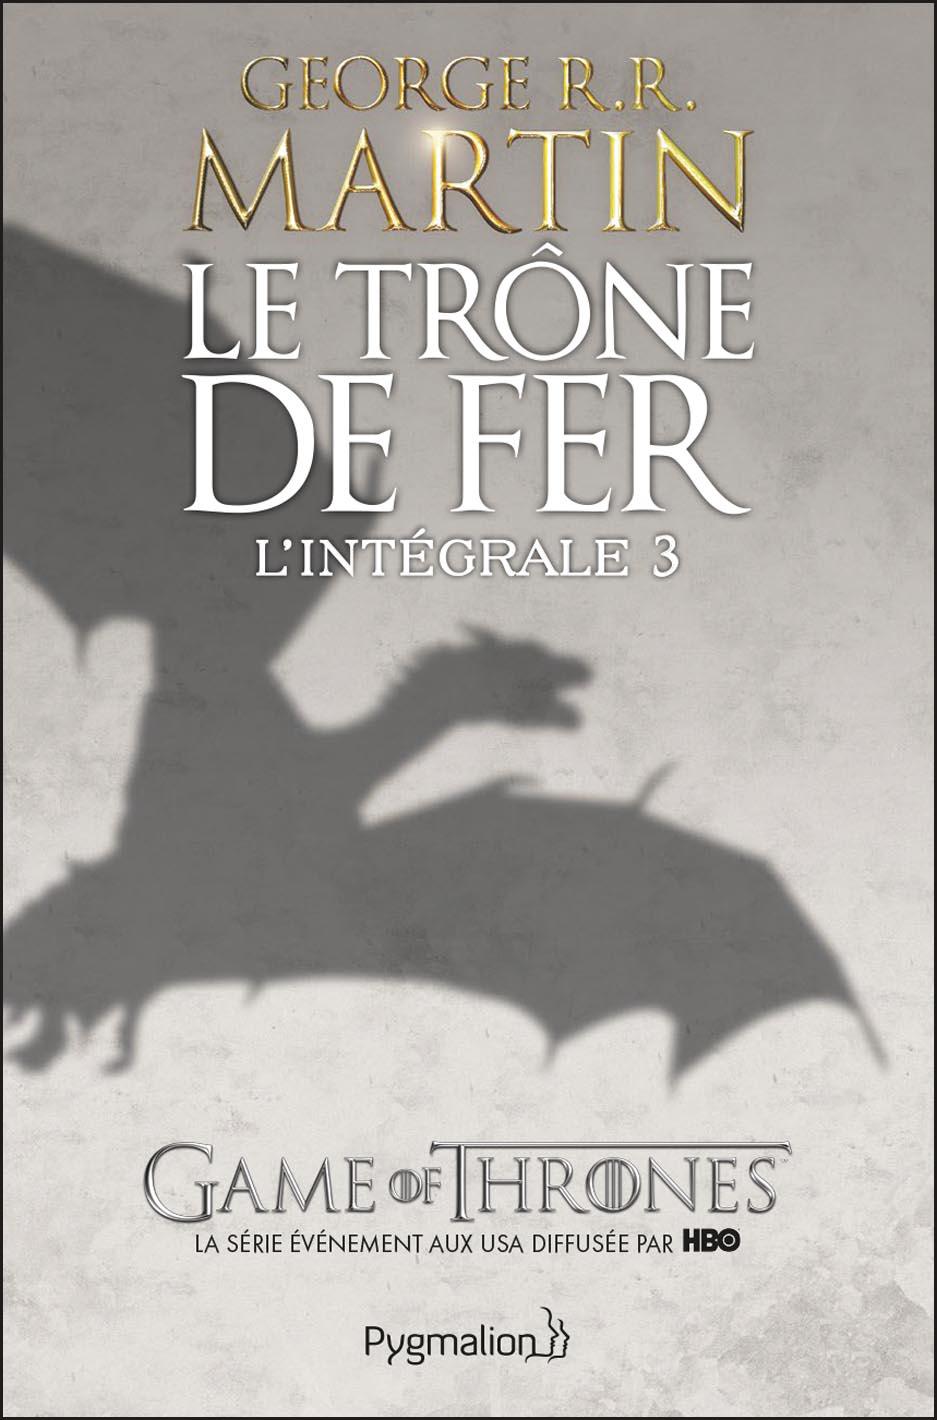 GEORGE R.R.
MARTIN
LE TRÔNE
DE FER
L'INTÉGRALE 3
GAME OF THRONES™
LA SÉRIE ÉVÉNEMENT AUX USA DIFFUSÉE PAR HBO
Pygmalion